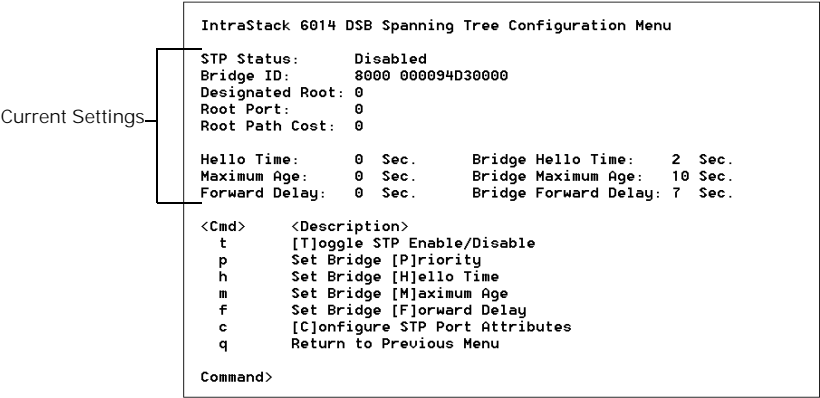 IntraStack 6014 DSB Spanning Tree Configuration Menu
STP Status: Disabled
Bridge ID: 8000 000094D30000
Designated Root: 0
Root Port: 0
Current Settings
Root Path Cost: 0
Hello Time: 0 Sec. Bridge Hello Time: 2 Sec.
Maximum Age: 0 Sec. Bridge Maximum Age: 10 Sec.
Forward Delay: 0 Sec. Bridge Forward Delay: 7 Sec.
<Cmd> <Description>
t [T]oggle STP Enable/Disable
p Set Bridge [P]riority
h Set Bridge [H]ello Time
m Set Bridge [M]aximum Age
f Set Bridge [F]orward Delay
c [C]onfigure STP Port Attributes
q Return to Previous Menu
Command>